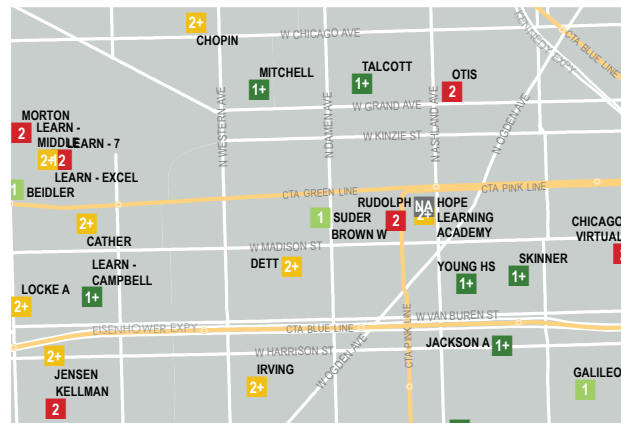 2+
CHOPIN
W CHICAGO AVE
KENNEDY EXPY
CTA BLUE LINE
MITCHELL
1+
TALCOTT
1+
OTIS
2
N WESTERN AVE
N DAMEN AVE
N ASHLAND AVE
N OGDEN AVE
W GRAND AVE
W KINZIE ST
MORTON
2
LEARN -
MIDDLE
LEARN - 7
2+
2
LEARN - EXCEL
1
BEIDLER
CTA GREEN LINE
CTA PINK LINE
2+
CATHER
1
SUDER
RUDOLPH
BROWN W
2
NA
2+
HOPE
LEARNING
ACADEMY
CHICAGO
VIRTUAL
2
W MADISON ST
DETT
2+
LEARN -
CAMPBELL
1+
LOCKE A
2+
YOUNG HS
1+
SKINNER
1+
EISENHOWER EXPY
CTA BLUE LINE
W VAN BUREN ST
CTA PINK LINE
W HARRISON ST
W OGDEN AVE
JACKSON A
1+
2+
JENSEN
KELLMAN
2
IRVING
2+
GALILEO
1